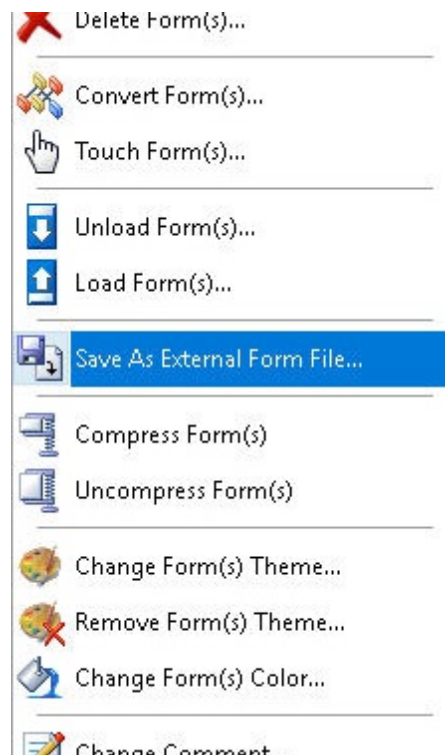 Delete Form(s)...
Convert Form(s)...
Touch Form(s)...
Unload Form(s)...
Load Form(s)...
Save As External Form File...
Compress Form(s)
Uncompress Form(s)
Change Form(s) Theme...
Remove Form(s) Theme...
Change Form(s) Color...
Change Comment...